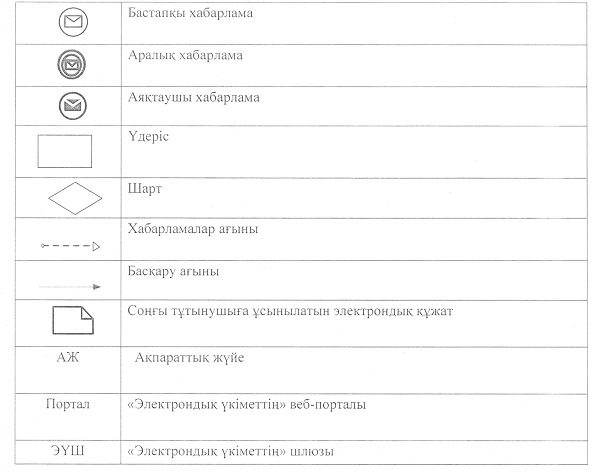 Бастапқы хабарлама
Аралық хабарлама
Аяқтаушы хабарлама
Үдеріс
Шарт
Хабарламалар ағыны
Басқару ағыны
Соңғы тұтынушыға ұсынылатын электрондық құжат
АЖ Ақпараттық жүйе
Портал «Электрондық үкіметтің» веб-порталы
ЭҮШ «Электрондық үкіметтің» шлюзы